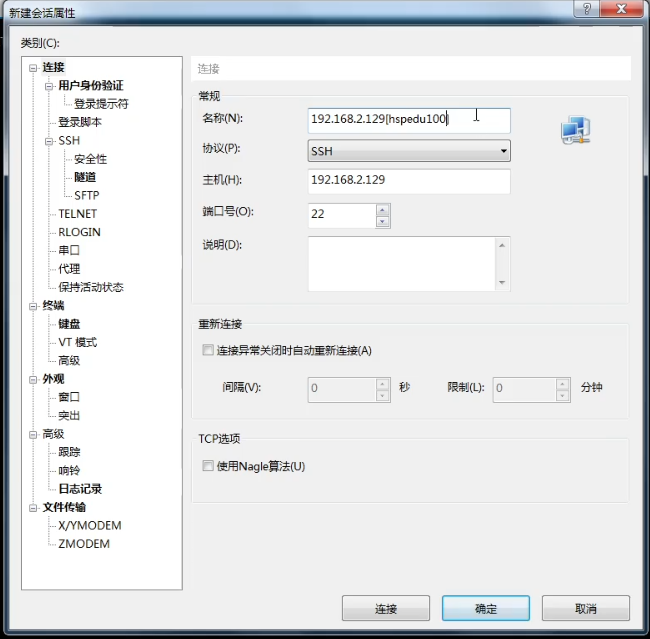 新建会话属性
类别(C):
连接
用户身份验证
登录提示符
登录脚本
SSH
安全性
隧道
SFTP
TELNET
RLOGIN
串口
代理
保持活动状态
终端
键盘
VT 模式
高级
外观
窗口
突出
高级
跟踪
响铃
日志记录
文件传输
X/YMODEM
ZMODEM
连接
常规
名称(N): 192.168.2.129[hspedu100]
协议(P): SSH
主机(H): 192.168.2.129
端口号(O): 22
说明(D):
重新连接
连接异常关闭时自动重新连接(A)
间隔(V): 0 秒 限制(L): 0 分钟
TCP选项
使用Nagle算法(U)
连接 确定 取消